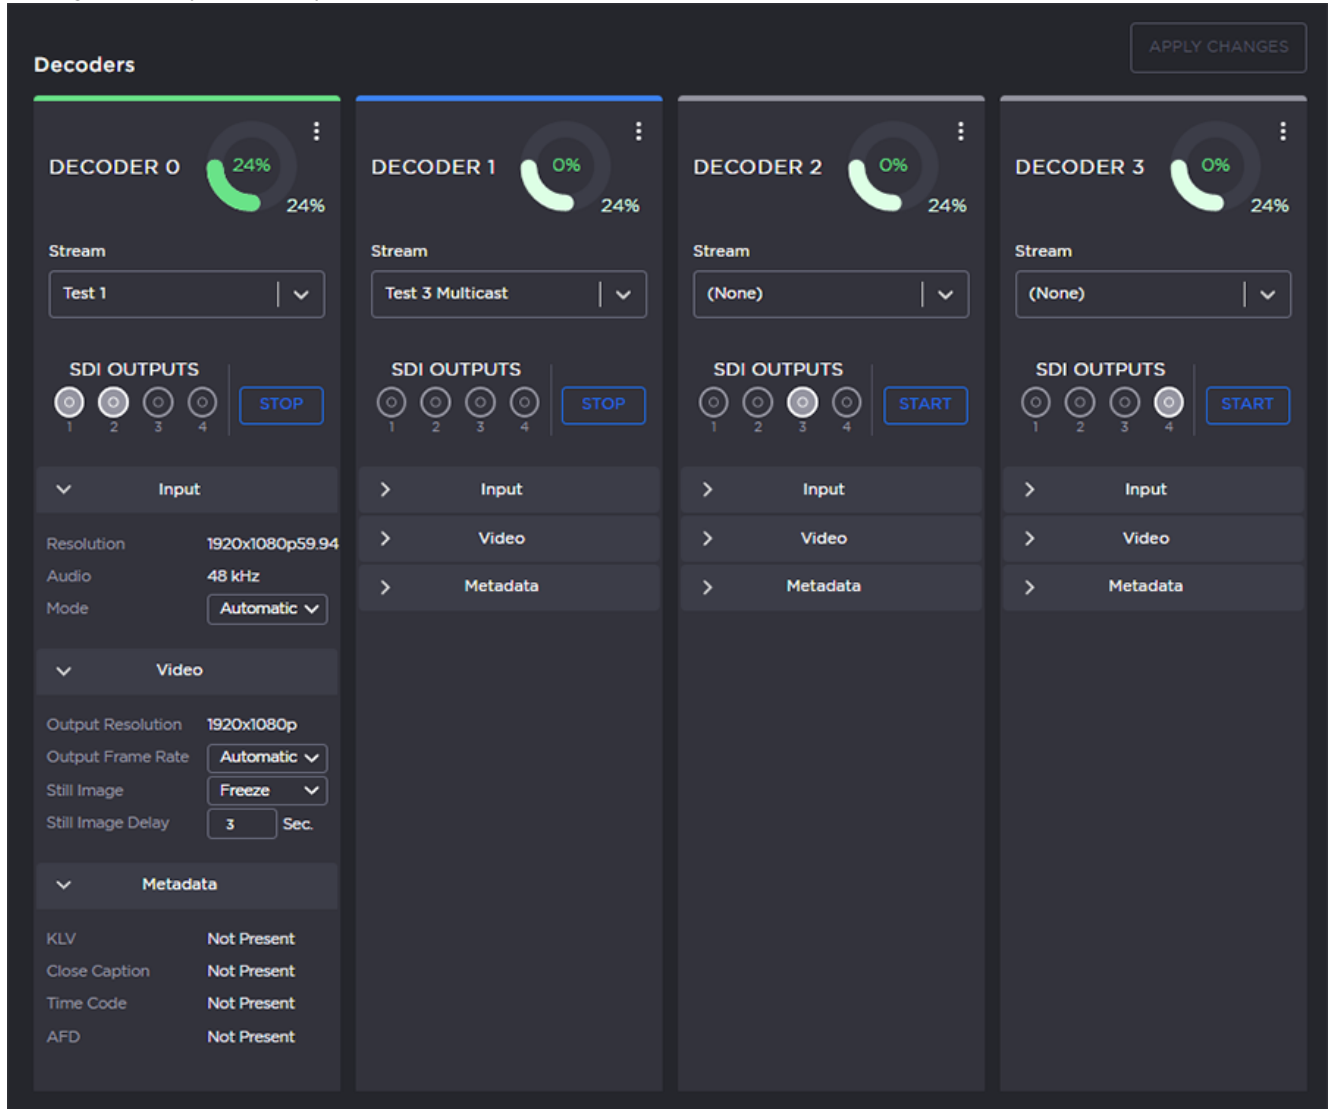 APPLY CHANGES
Decoders
DECODER 0
24%
24%
Stream
Test 1
SDI OUTPUTS
1 2 3 4
STOP
Input
Resolution 1920x1080p59.94
Audio 48 kHz
Mode Automatic
Video
Output Resolution 1920x1080p
Output Frame Rate Automatic
Still Image Freeze
Still Image Delay 3 Sec.
Metadata
KLV Not Present
Close Caption Not Present
Time Code Not Present
AFD Not Present
DECODER 1
0%
24%
Stream
Test 3 Multicast
SDI OUTPUTS
1 2 3 4
STOP
Input
Video
Metadata
DECODER 2
0%
24%
Stream
(None)
SDI OUTPUTS
1 2 3 4
START
Input
Video
Metadata
DECODER 3
0%
24%
Stream
(None)
SDI OUTPUTS
1 2 3 4
START
Input
Video
Metadata